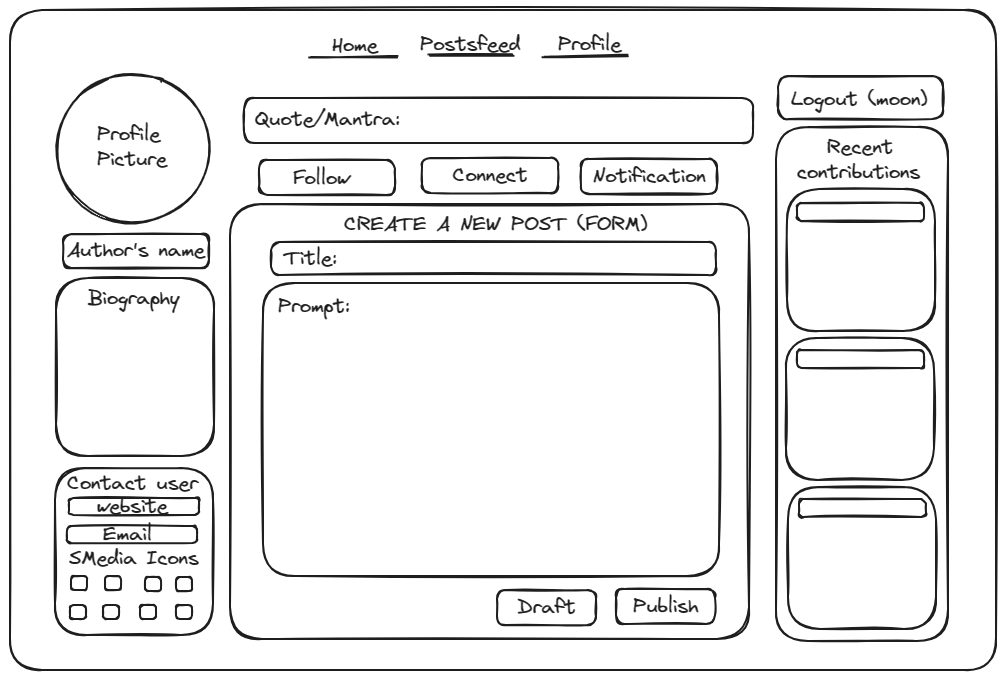 Home Postsfeed Profile
Profile
Picture
Author's name
Biography
Contact user
website
Email
SMedia Icons
Quote/Mantra:
Follow Connect Notification
CREATE A NEW POST (FORM)
Title:
Prompt:
Draft Publish
Logout (moon)
Recent
contributions